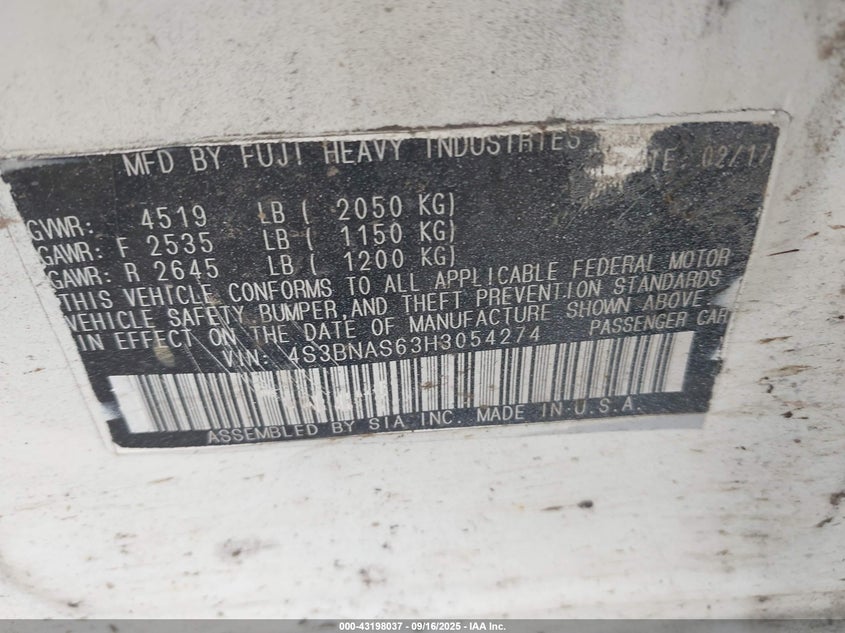 MFD BY FUJI HEAVY INDUSTRIES TE: 02/17
GVWR: 4519 LB ( 2050 KG)
GAWR: F 2535 LB ( 1150 KG)
GAWR: R 2645 LB ( 1200 KG)
THIS VEHICLE CONFORMS TO ALL APPLICABLE FEDERAL MOTOR
VEHICLE SAFETY BUMPER,AND THEFT PREVENTION STANDARDS
IN EFFECT ON THE DATE OF MANUFACTURE SHOWN ABOVE
VIN: 4S3BNAS63H3054274 PASSENGER CAR
ASSEMBLED BY SIA INC. MADE IN U.S.A.
000-43198037 - 09/16/2025 - IAA Inc.